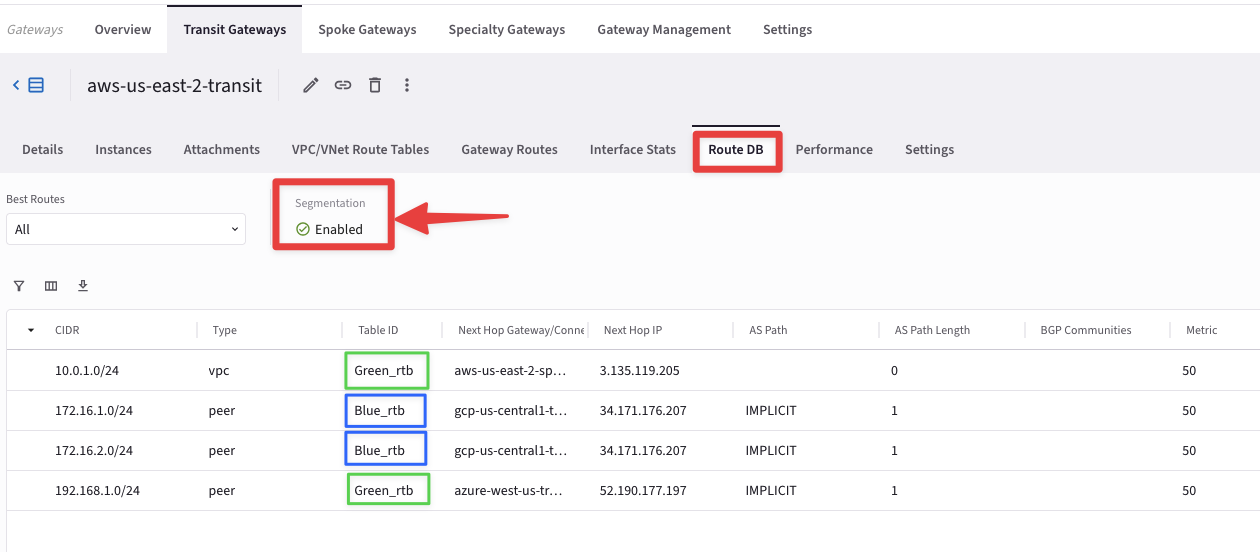 Gateways Overview Transit Gateways Spoke Gateways Specialty Gateways Gateway Management Settings
aws-us-east-2-transit
Details Instances Attachments VPC/VNet Route Tables Gateway Routes Interface Stats Route DB Performance Settings
Best Routes Segmentation
All Enabled
CIDR Type Table ID Next Hop Gateway/Conne Next Hop IP AS Path AS Path Length BGP Communities Metric
10.0.1.0/24 vpc Green_rtb aws-us-east-2-sp... 3.135.119.205 0 50
172.16.1.0/24 peer Blue_rtb gcp-us-central1-t... 34.171.176.207 IMPLICIT 1 50
172.16.2.0/24 peer Blue_rtb gcp-us-central1-t... 34.171.176.207 IMPLICIT 1 50
192.168.1.0/24 peer Green_rtb azure-west-us-tr... 52.190.177.197 IMPLICIT 1 50